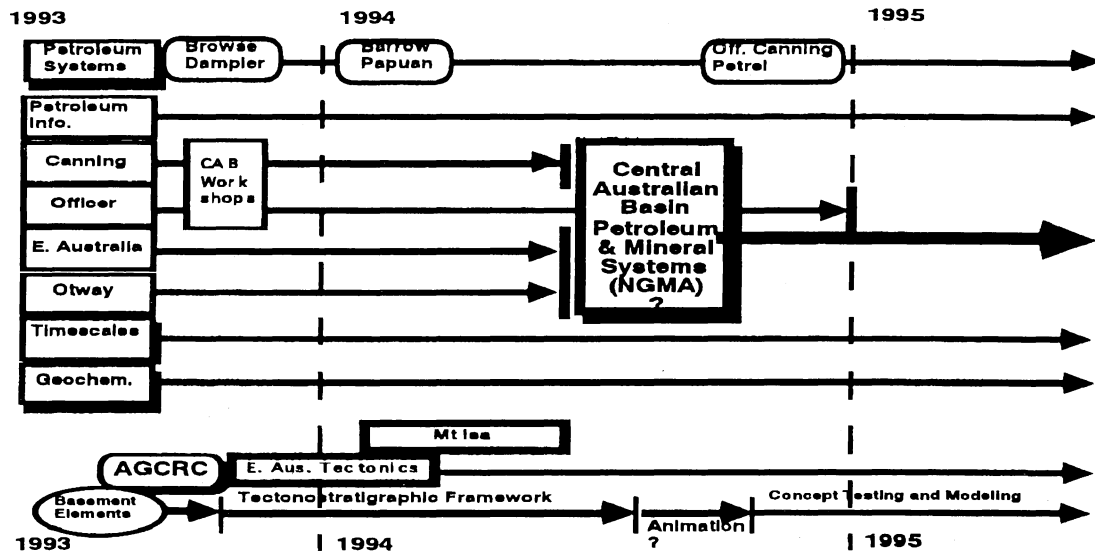 1993
1994
1995
Petroleum
Systems
Browse
Dampler
Barrow
Papuan
Off. Canning
Petrel
Petroleum
Info.
Canning
CAB
Work
shops
Officer
E. Australia
Otway
Timescales
Geochem.
Central
Australian
Basin
Petroleum
& Mineral
Systems
(NGMA)
?
Mt Isa
AGCRC
E. Aus. Tectonics
Basement
Elements
Tectonostratigraphic Framework
Animation
?
Concept Testing and Modeling
1993
1994
1995